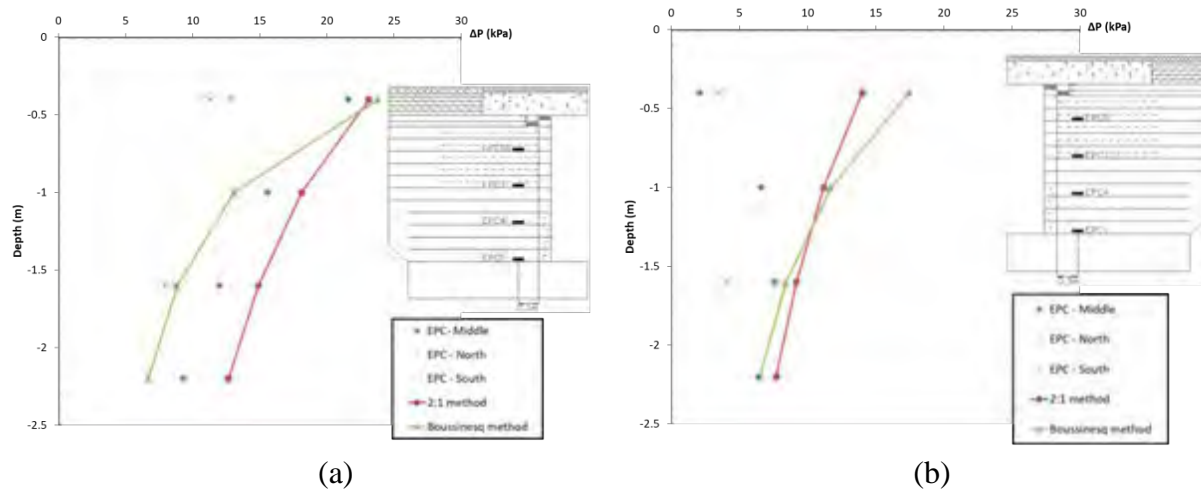 0 5 10 15 20 25 30
ΔP (kPa)
0
-0.5
-1
-1.5
-2
-2.5
Depth (m)
EPC - Middle
EPC - North
EPC - South
2:1 method
Boussinesq method
(a)
0 5 10 15 20 25 30
ΔP (kPa)
0
-0.5
-1
-1.5
-2
-2.5
Depth (m)
EPC - Middle
EPC - North
EPC - South
2:1 method
Boussinesq method
(b)